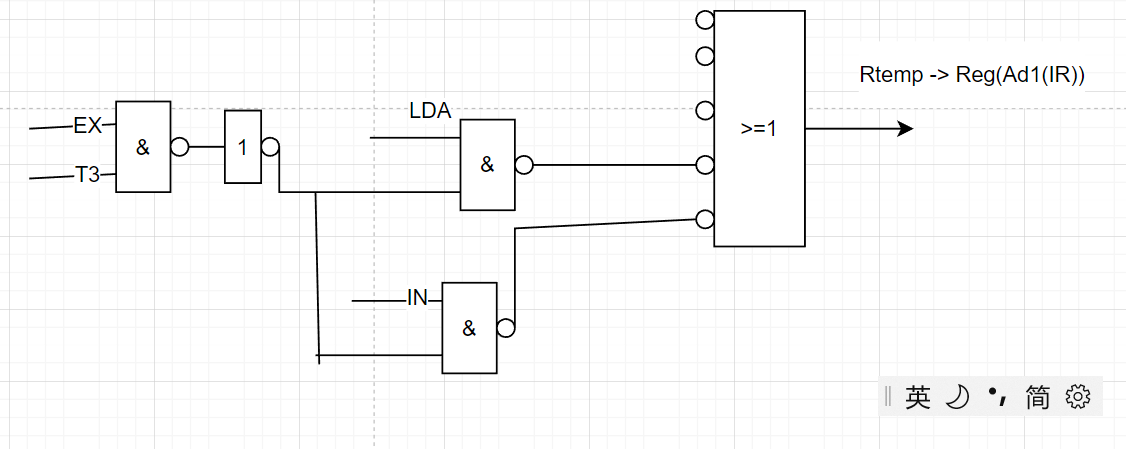 Rtemp -> Reg(Ad1(IR))
LDA
EX
&
1
>=1
T3
&
IN
&
英
简